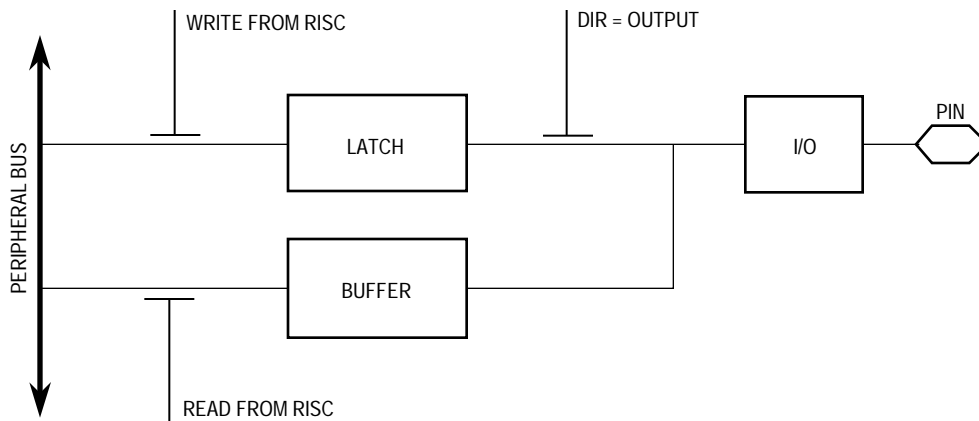 WRITE FROM RISC
DIR = OUTPUT
PIN
LATCH
I/O
PERIPHERAL BUS
BUFFER
READ FROM RISC